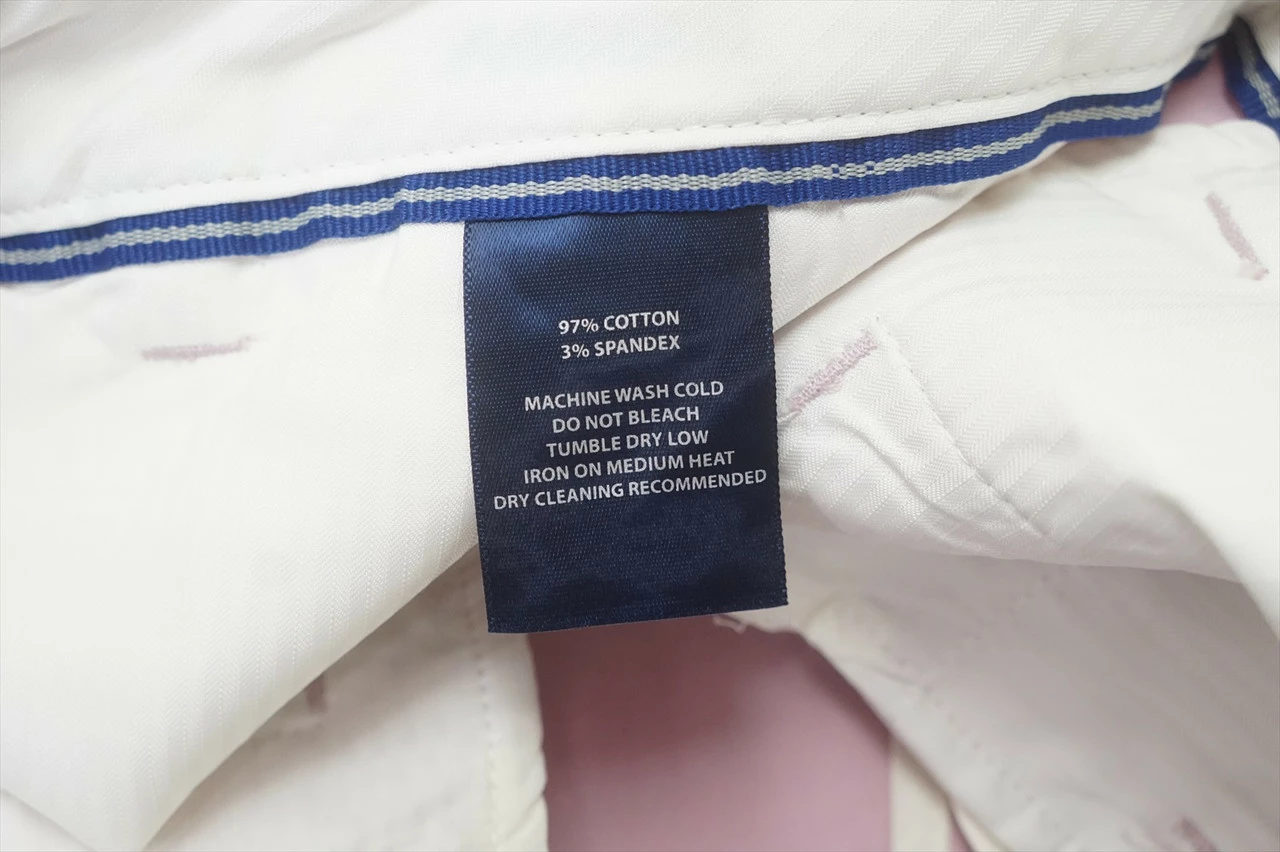 97% COTTON
3% SPANDEX
MACHINE WASH COLD
DO NOT BLEACH
TUMBLE DRY LOW
IRON ON MEDIUM HEAT
DRY CLEANING RECOMMENDED